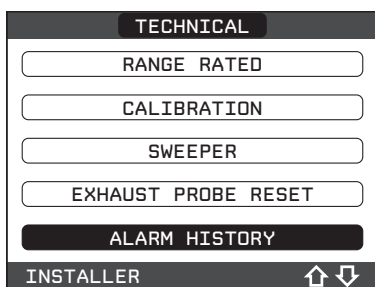 TECHNICAL
RANGE RATED
CALIBRATION
SWEEPER
EXHAUST PROBE RESET
ALARM HISTORY
INSTALLER